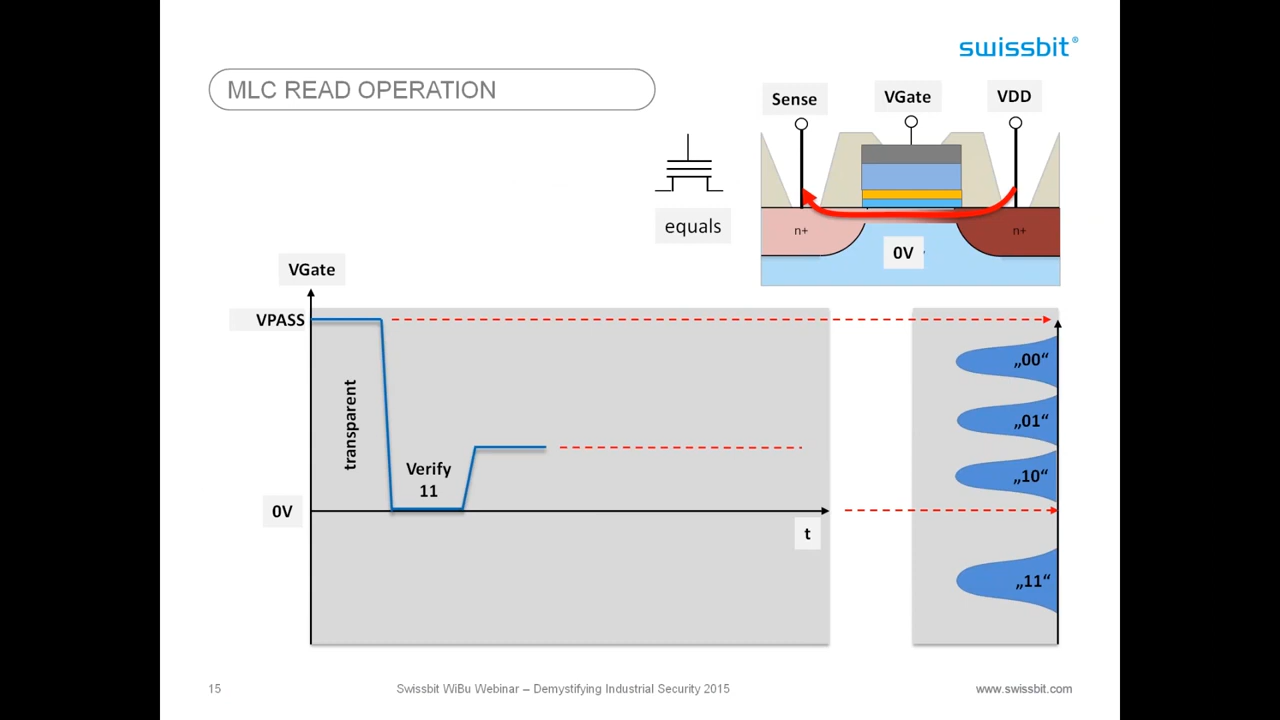 swissbit®
MLC READ OPERATION
Sense
VGate
VDD
equals
n+
0V
n+
VGate
VPASS
transparent
Verify
11
0V
t
„00“
„01“
„10“
„11“
15
Swissbit WiBu Webinar – Demystifying Industrial Security 2015
www.swissbit.com